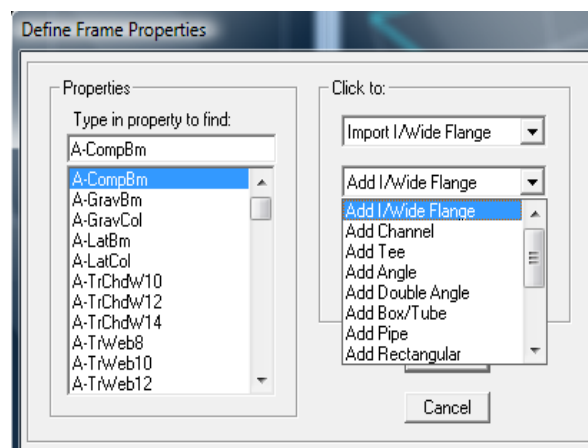 Define Frame Properties
Properties
Type in property to find:
A-CompBm
A-CompBm
A-GravBm
A-GravCol
A-LatBm
A-LatCol
A-TrChdW10
A-TrChdW12
A-TrChdW14
A-TrWeb8
A-TrWeb10
A-TrWeb12
Click to:
Import I/Wide Flange
Add I/Wide Flange
Add I/Wide Flange
Add Channel
Add Tee
Add Angle
Add Double Angle
Add Box/Tube
Add Pipe
Add Rectangular
Cancel